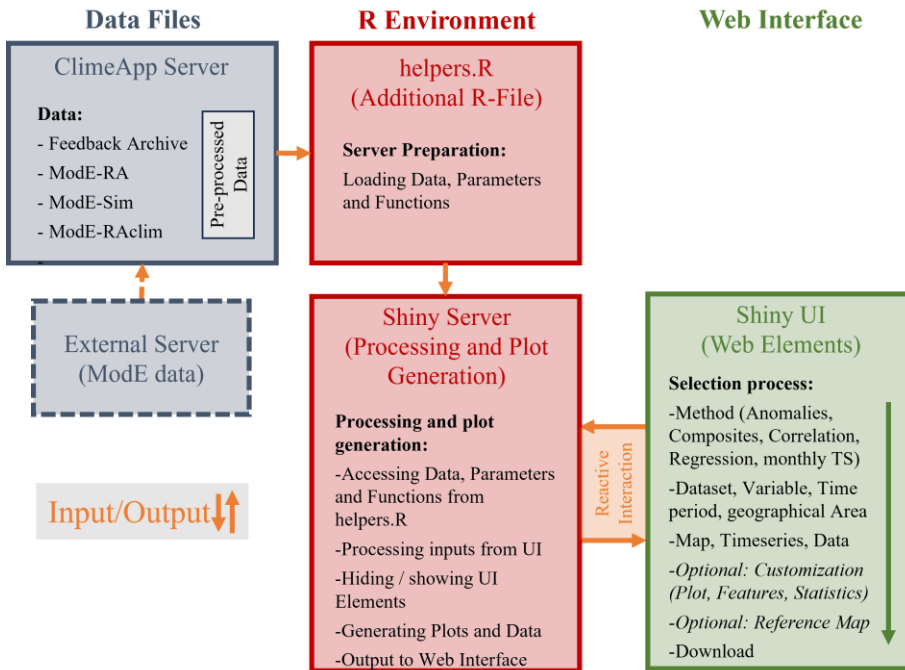 Data Files
R Environment
Web Interface
ClimeApp Server
Data:
- Feedback Archive
- ModE-RA
- ModE-Sim
- ModE-RAclim
-
Pre-processed
Data
helpers.R
(Additional R-File)
Server Preparation:
Loading Data, Parameters
and Functions
External Server
(ModE data)
Input/Output
Shiny Server
(Processing and Plot
Generation)
Processing and plot
generation:
-Accessing Data, Parameters
and Functions from
helpers.R
-Processing inputs from UI
-Hiding / showing UI
Elements
-Generating Plots and Data
-Output to Web Interface
Reactive
Interaction
Shiny UI
(Web Elements)
Selection process:
-Method (Anomalies,
Composites, Correlation,
Regression, monthly TS)
-Dataset, Variable, Time
period, geographical Area
-Map, Timeseries, Data
-Optional: Customization
(Plot, Features, Statistics)
-Optional: Reference Map
-Download